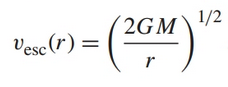 v_esc(r) = (2GM/r)^1/2